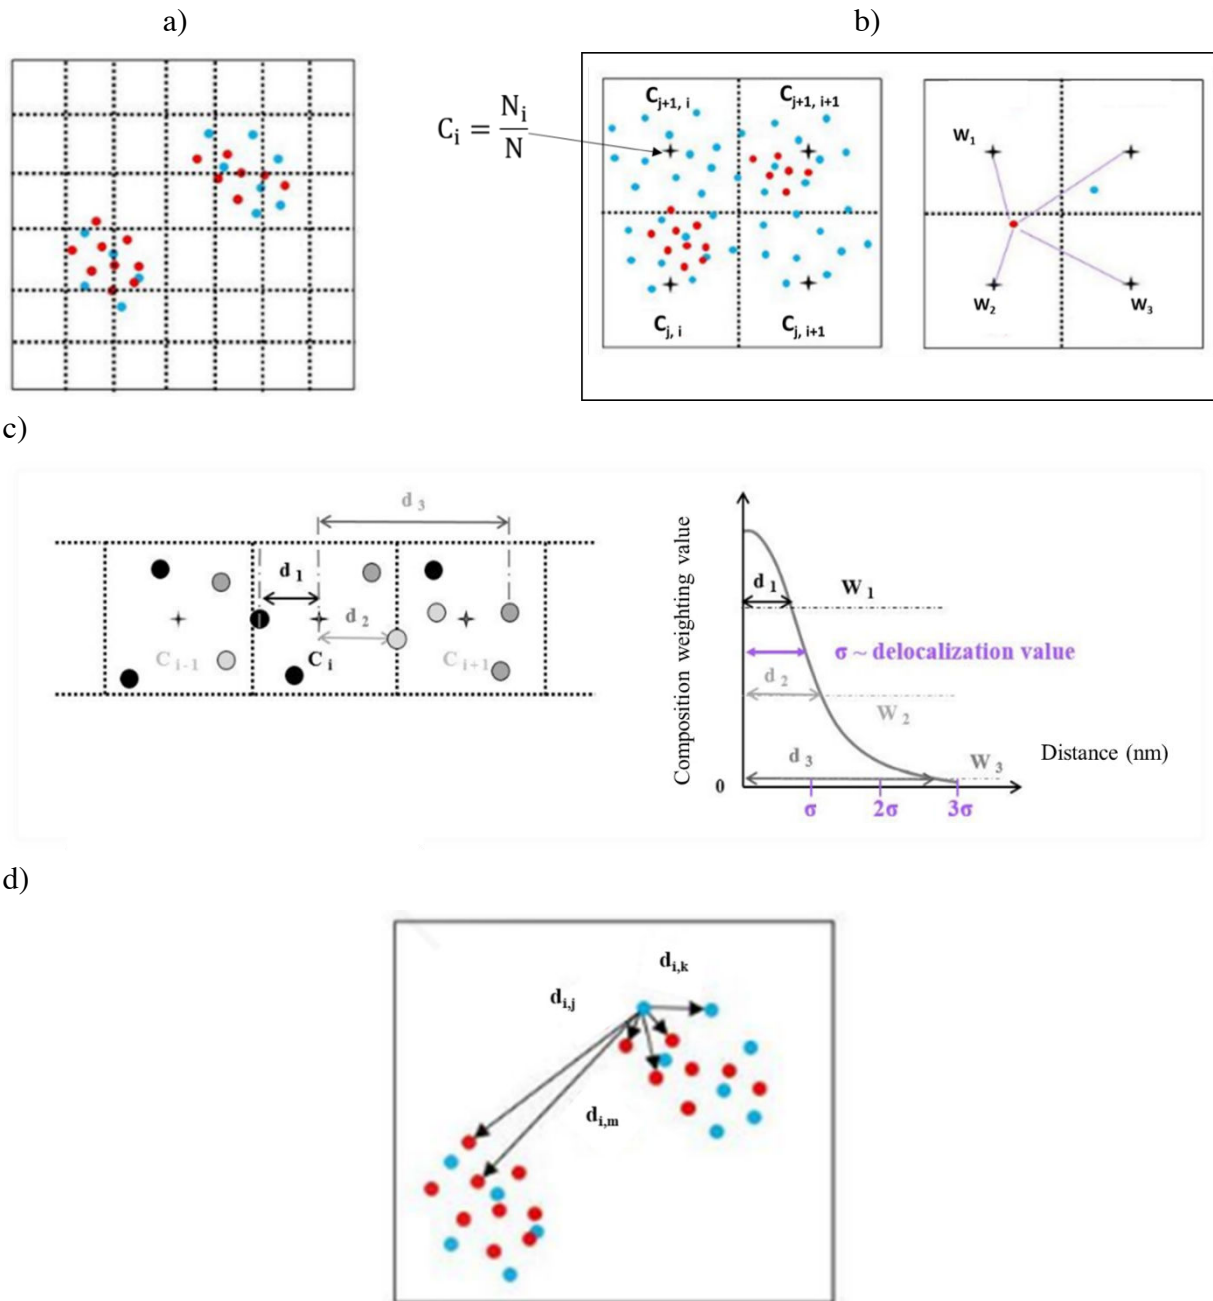 a)
b)
C_i = N_i / N
C_{j+1, i}
C_{j+1, i+1}
C_{j, i}
C_{j, i+1}
W_1
W_2
W_3
c)
d_3
d_1
d_2
C_{i-1}
C_i
C_{i+1}
Composition weighting value
d_1
W_1
σ ~ delocalization value
d_2
W_2
d_3
W_3
Distance (nm)
0
σ
2σ
3σ
d)
d_{i,k}
d_{i,j}
d_{i,m}